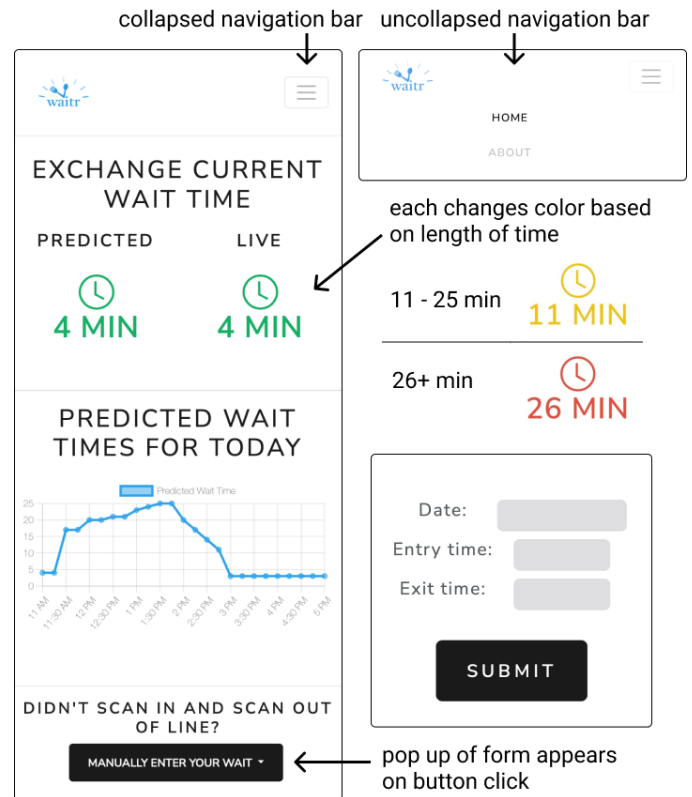 collapsed navigation bar
uncollapsed navigation bar
waitr
waitr
HOME
ABOUT
EXCHANGE CURRENT
WAIT TIME
PREDICTED
LIVE
4 MIN
4 MIN
each changes color based
on length of time
11 - 25 min
11 MIN
26+ min
26 MIN
PREDICTED WAIT
TIMES FOR TODAY
Predicted Wait Time
25
20
15
10
5
0
11 AM
11:30 AM
12 PM
12:30 PM
1 PM
1:30 PM
2 PM
2:30 PM
3 PM
3:30 PM
4 PM
4:30 PM
5 PM
Date:
Entry time:
Exit time:
SUBMIT
DIDN'T SCAN IN AND SCAN OUT
OF LINE?
MANUALLY ENTER YOUR WAIT
pop up of form appears
on button click